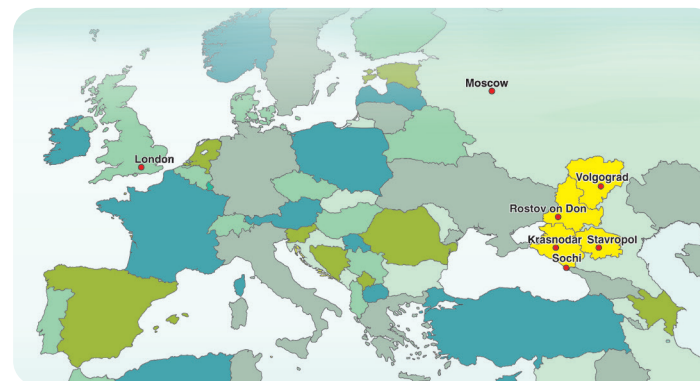 Moscow
London
Volgograd
Rostov on Don
Krasnodar
Stavropol
Sochi